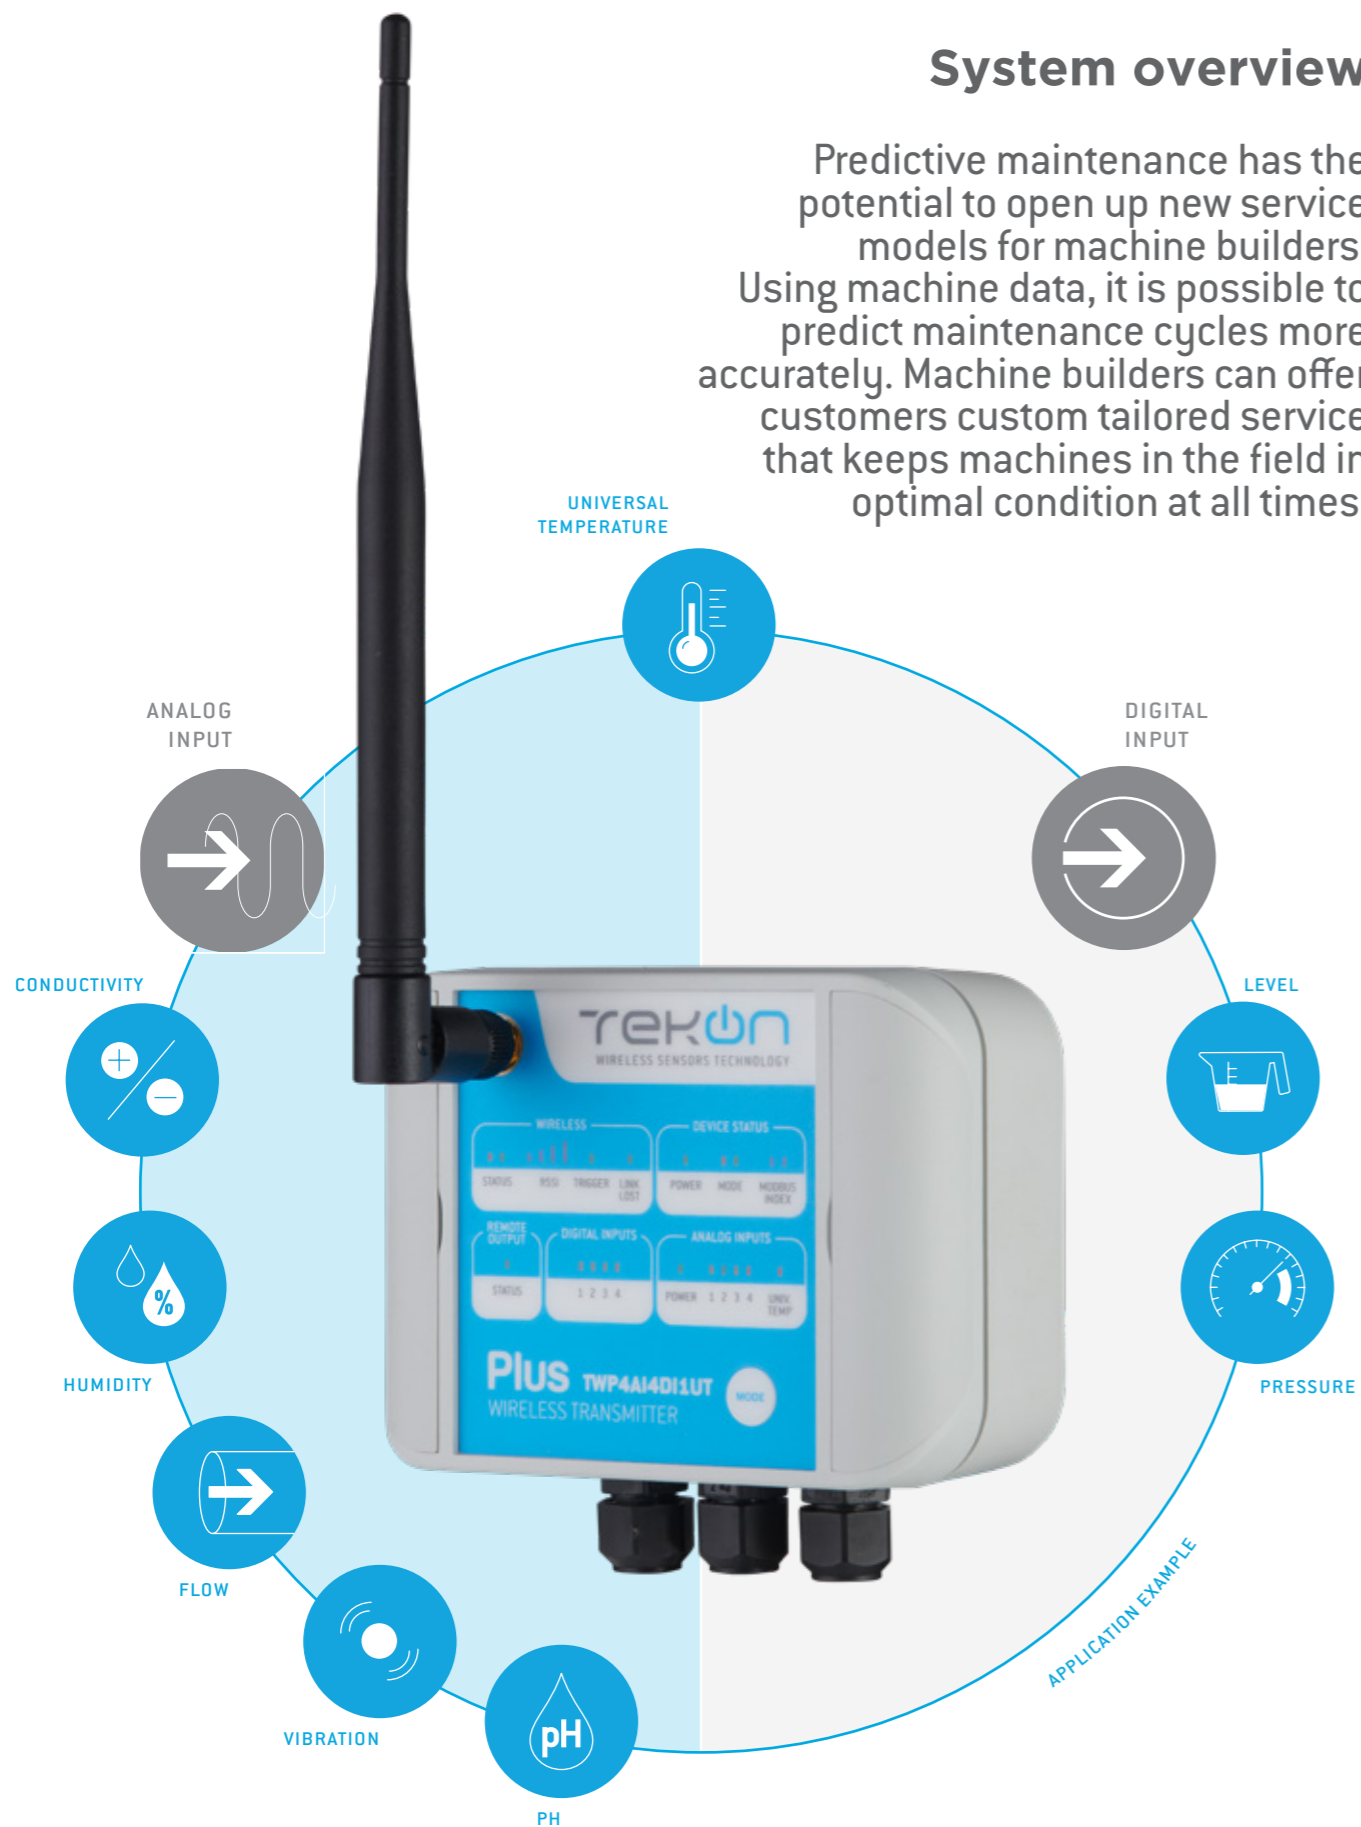 System overview
Predictive maintenance has the
potential to open up new service
models for machine builders.
Using machine data, it is possible to
predict maintenance cycles more
accurately. Machine builders can offer
customers custom tailored service
that keeps machines in the field in
optimal condition at all times.
UNIVERSAL
TEMPERATURE
ANALOG
INPUT
DIGITAL
INPUT
CONDUCTIVITY
LEVEL
TEKON
WIRELESS SENSORS TECHNOLOGY
WIRELESS
DEVICE STATUS
STATUS RSSI TRIGGER LINK LOST
POWER MODE MODBUS INDEX
REMOTE OUTPUT
DIGITAL INPUTS
ANALOG INPUTS
STATUS
1 2 3 4
POWER 1 2 3 4 UNIV. TEMP
%
HUMIDITY
PRESSURE
Plus TWP4AI4DI1UT
WIRELESS TRANSMITTER
MODE
FLOW
APPLICATION EXAMPLE
VIBRATION
pH
PH